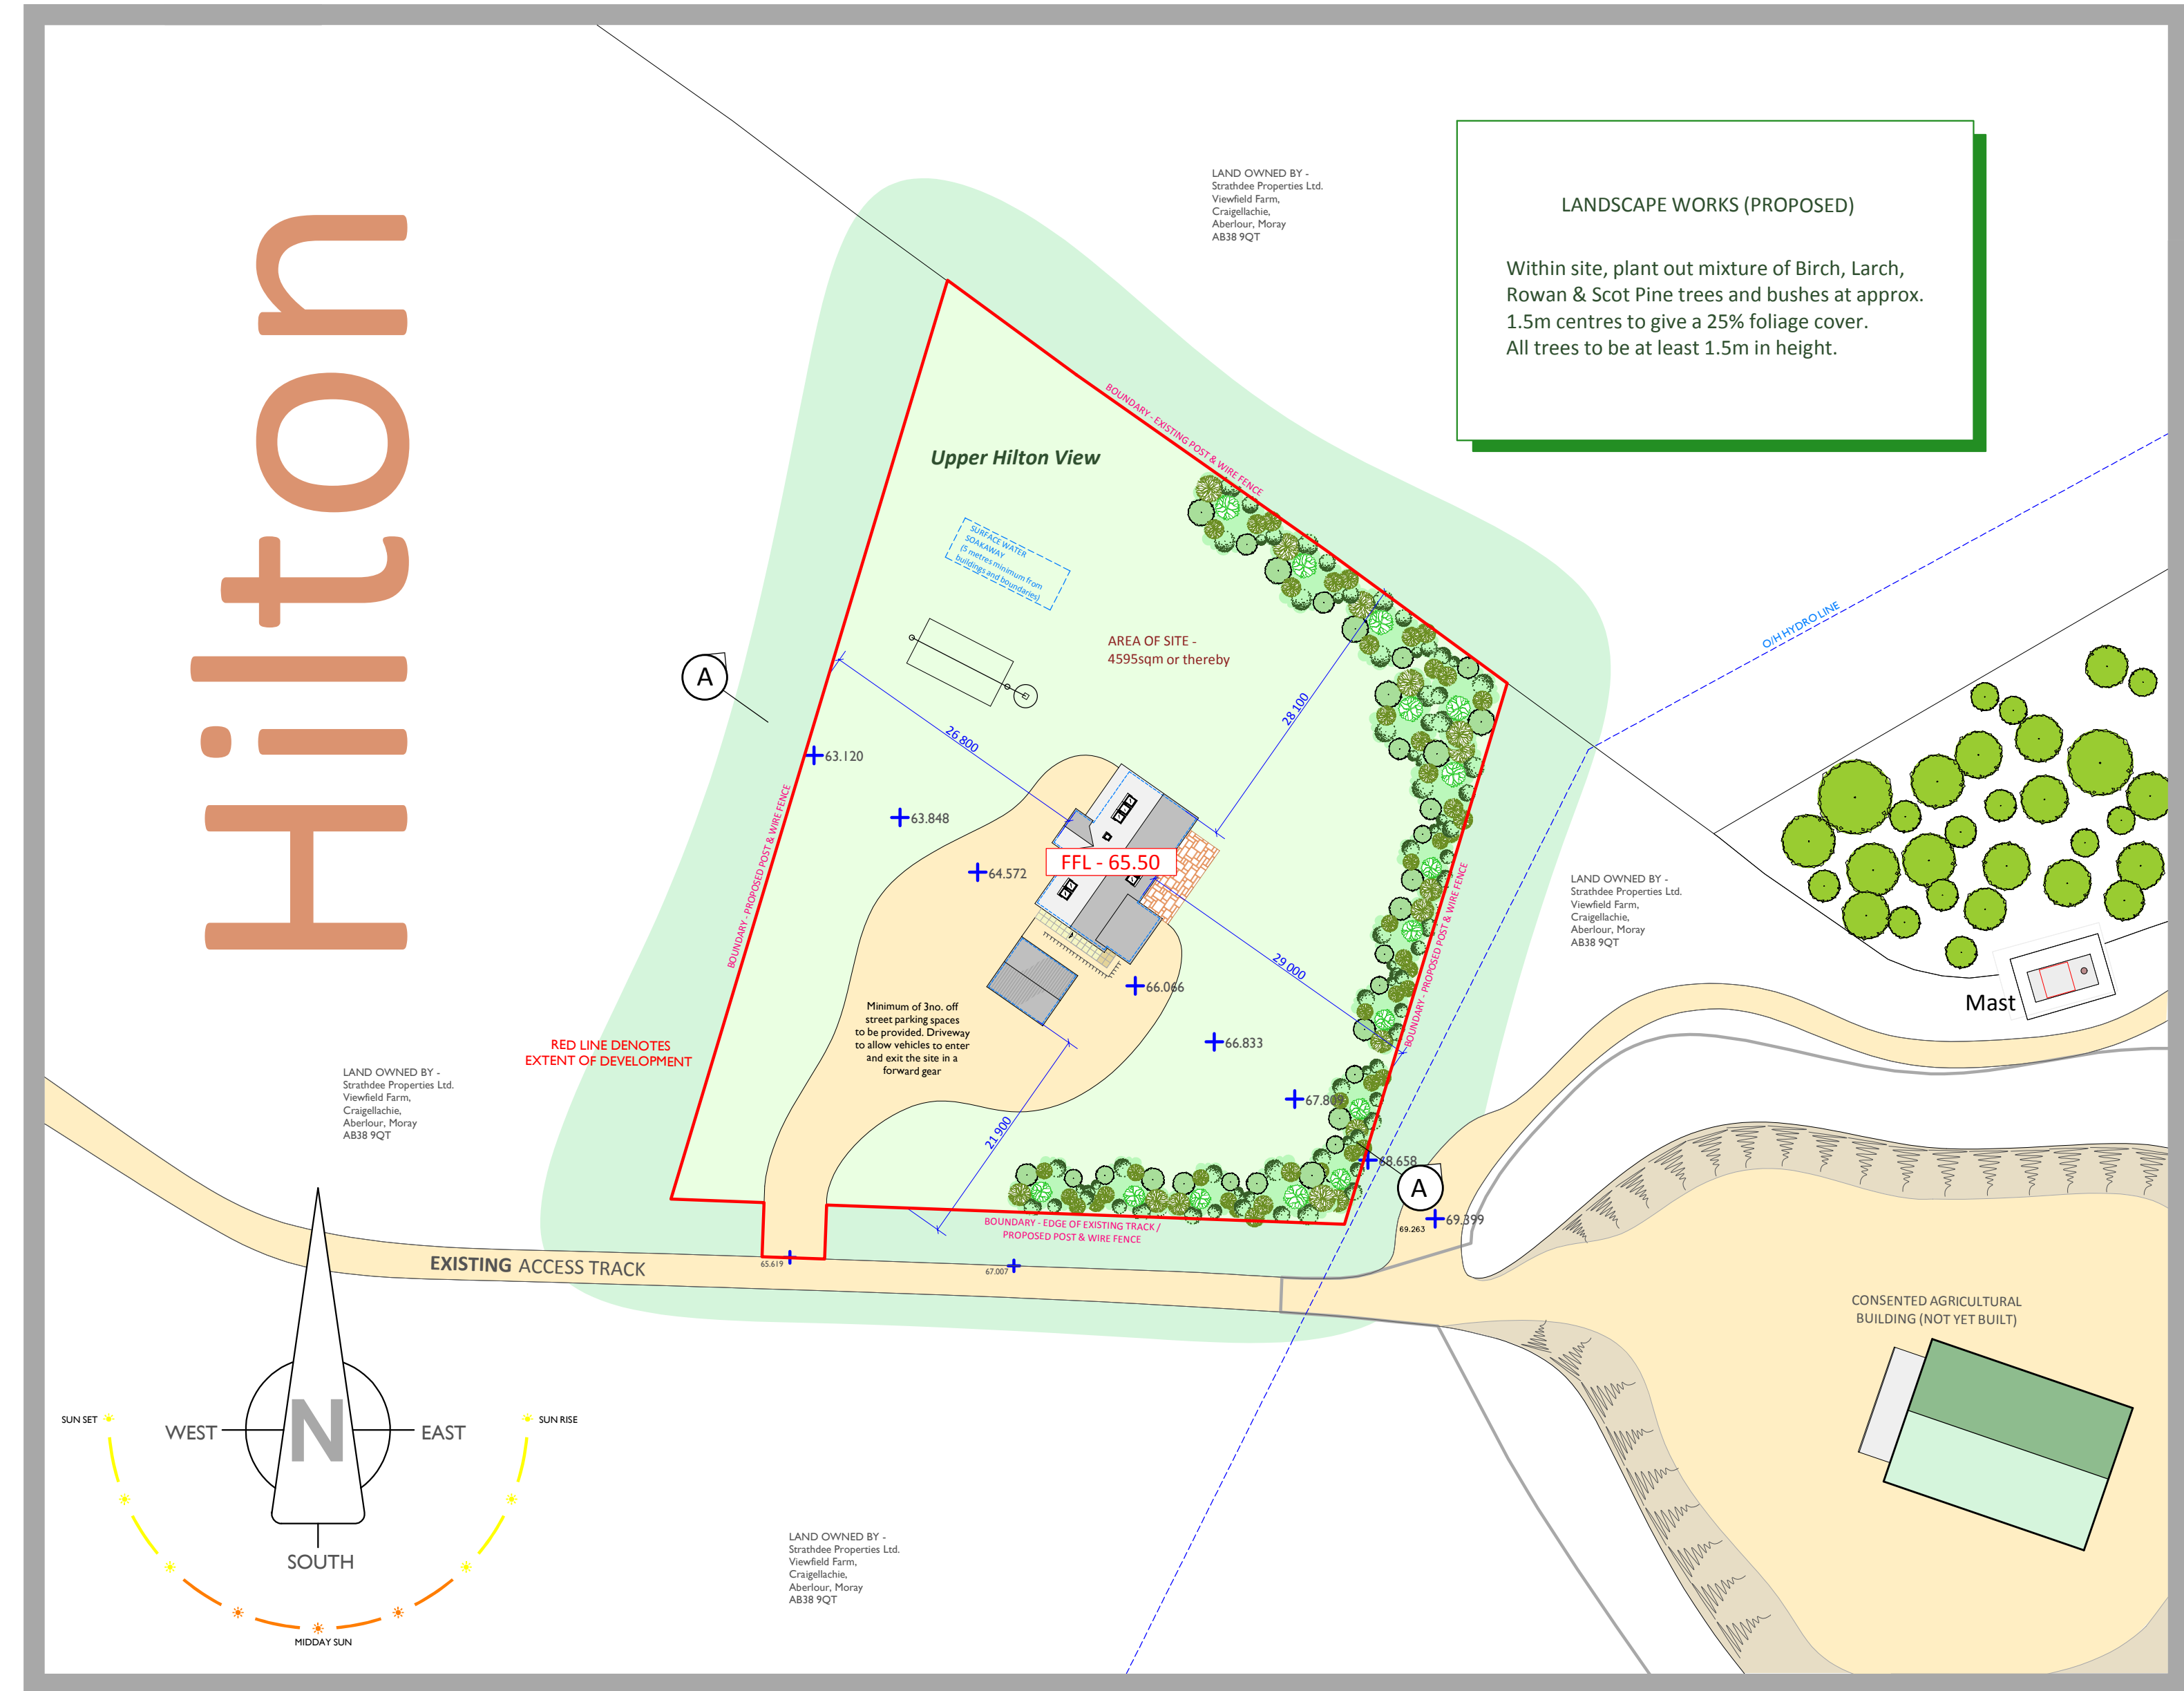 Hilton
LAND OWNED BY -
Strathdee Properties Ltd.
Viewfield Farm,
Craigellachie,
Aberlour, Moray
AB38 9QT
LANDSCAPE WORKS (PROPOSED)
Within site, plant out mixture of Birch, Larch,
Rowan & Scot Pine trees and bushes at approx.
1.5m centres to give a 25% foliage cover.
All trees to be at least 1.5m in height.
BOUNDARY - EXISTING POST & WIRE FENCE
Upper Hilton View
SURFACE WATER
SOAKAWAY
(5 metres minimum from
buildings and boundaries)
AREA OF SITE -
4595sqm or thereby
O/H HYDRO LINE
A
26 800
28 100
63.120
63.848
64.572
FFL - 65.50
BOUNDARY - PROPOSED POST & WIRE FENCE
BOUNDARY - PROPOSED POST & WIRE FENCE
LAND OWNED BY -
Strathdee Properties Ltd.
Viewfield Farm,
Craigellachie,
Aberlour, Moray
AB38 9QT
29 000
66.066
Mast
Minimum of 3no. off
street parking spaces
to be provided. Driveway
to allow vehicles to enter
and exit the site in a
forward gear
66.833
RED LINE DENOTES
EXTENT OF DEVELOPMENT
LAND OWNED BY -
Strathdee Properties Ltd.
Viewfield Farm,
Craigellachie,
Aberlour, Moray
AB38 9QT
67.809
21 900
68.658
A
69.399
69.263
BOUNDARY - EDGE OF EXISTING TRACK /
PROPOSED POST & WIRE FENCE
EXISTING ACCESS TRACK
65.619
67.007
CONSENTED AGRICULTURAL
BUILDING (NOT YET BUILT)
SUN SET
SUN RISE
WEST
N
EAST
SOUTH
MIDDAY SUN
LAND OWNED BY -
Strathdee Properties Ltd.
Viewfield Farm,
Craigellachie,
Aberlour, Moray
AB38 9QT